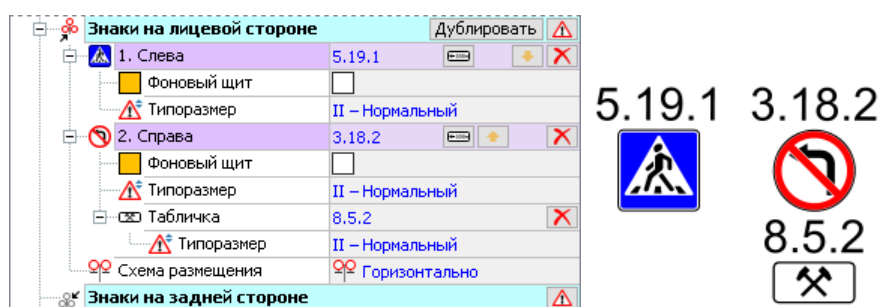 Знаки на лицевой стороне Дублировать
1. Слева 5.19.1
Фоновый щит
Типоразмер II – Нормальный
2. Справа 3.18.2
Фоновый щит
Типоразмер II – Нормальный
Табличка 8.5.2
Типоразмер II – Нормальный
Схема размещения Горизонтально
Знаки на задней стороне
5.19.1 3.18.2
8.5.2